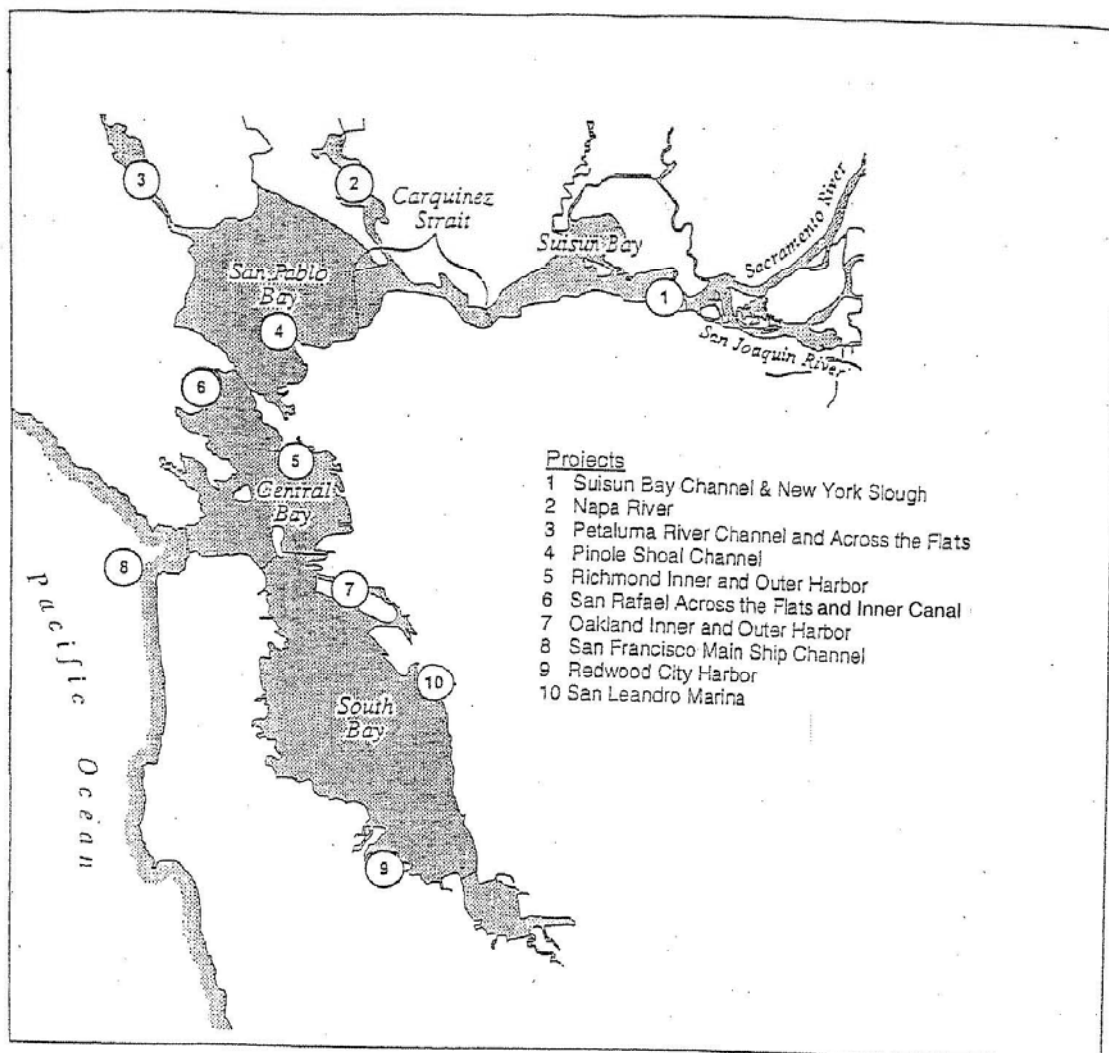 3
2
Carquinez
Strait
Suisun Bay
Sacramento River
San Pablo
Bay
1
4
San Joaquin River
6
5
Central
Bay
8
7
Pacific Ocean
10
South
Bay
9
Projects
1 Suisun Bay Channel & New York Slough
2 Napa River
3 Petaluma River Channel and Across the Flats
4 Pinole Shoal Channel
5 Richmond Inner and Outer Harbor
6 San Rafael Across the Flats and Inner Canal
7 Oakland Inner and Outer Harbor
8 San Francisco Main Ship Channel
9 Redwood City Harbor
10 San Leandro Marina